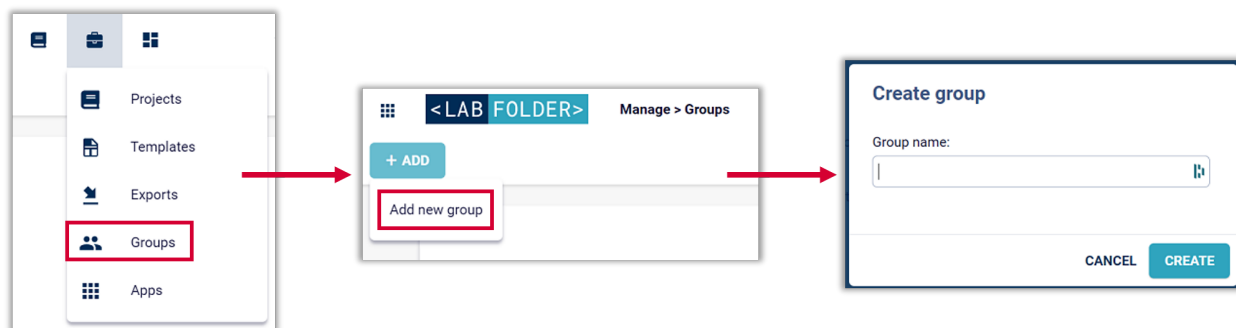 Projects
Templates
Exports
Groups
Apps
<LAB FOLDER>
Manage > Groups
+ ADD
Add new group
Create group
Group name:
CANCEL
CREATE